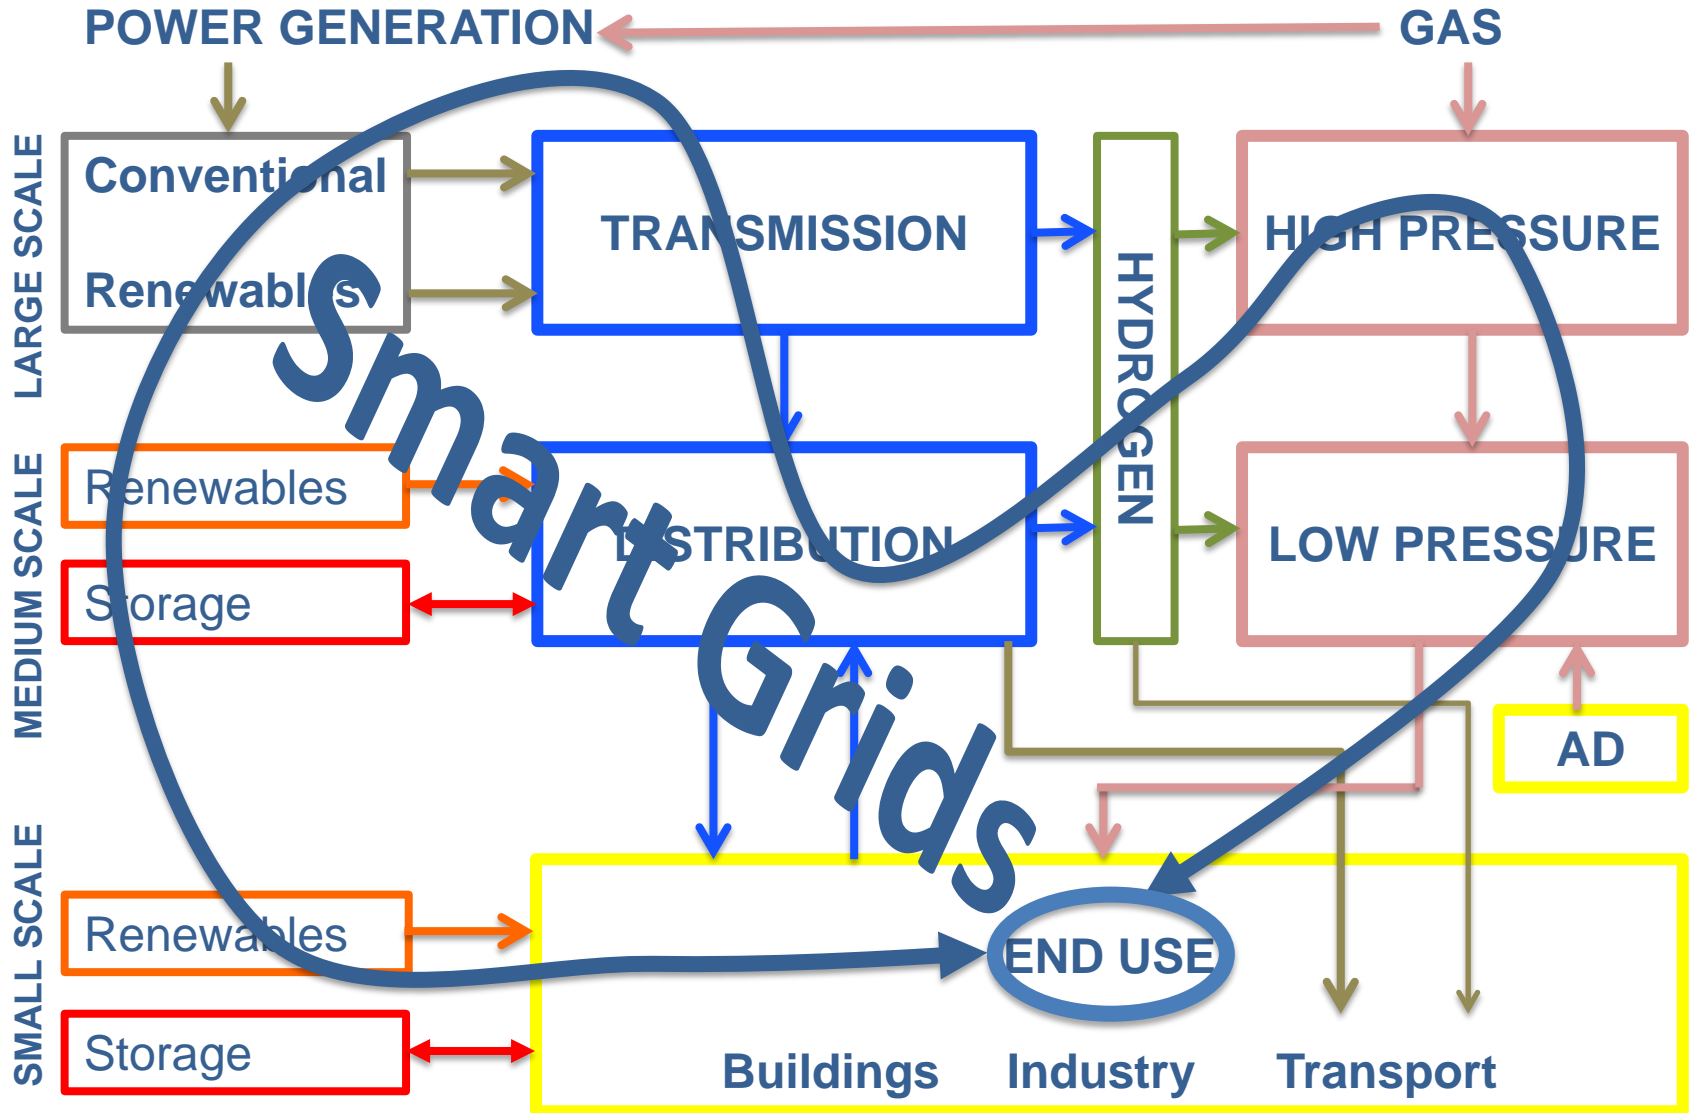 POWER GENERATION
GAS
LARGE SCALE
Conventional
Renewables
TRANSMISSION
HYDROGEN
HIGH PRESSURE
Smart Grids
MEDIUM SCALE
Renewables
Storage
DISTRIBUTION
LOW PRESSURE
AD
SMALL SCALE
Renewables
Storage
END USE
Buildings
Industry
Transport